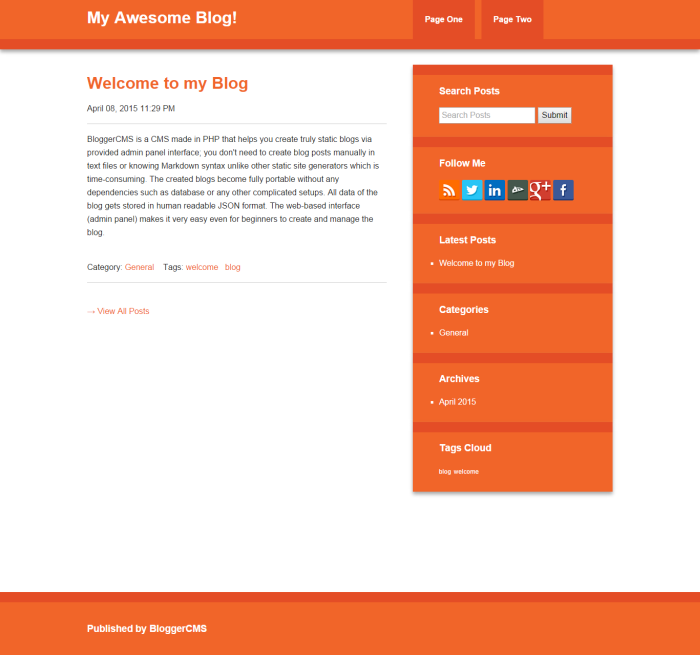 My Awesome Blog!
Page One
Page Two
Welcome to my Blog
April 08, 2015 11:29 PM
BloggerCMS is a CMS made in PHP that helps you create truly static blogs via
provided admin panel interface; you don't need to create blog posts manually in
text files or knowing Markdown syntax unlike other static site generators which is
time-consuming. The created blogs become fully portable without any
dependencies such as database or any other complicated setups. All data of the
blog gets stored in human readable JSON format. The web-based interface
(admin panel) makes it very easy even for beginners to create and manage the
blog.
Category: General Tags: welcome blog
→ View All Posts
Search Posts
Search Posts Submit
Follow Me
in g+ f
Latest Posts
Welcome to my Blog
Categories
General
Archives
April 2015
Tags Cloud
blog welcome
Published by BloggerCMS